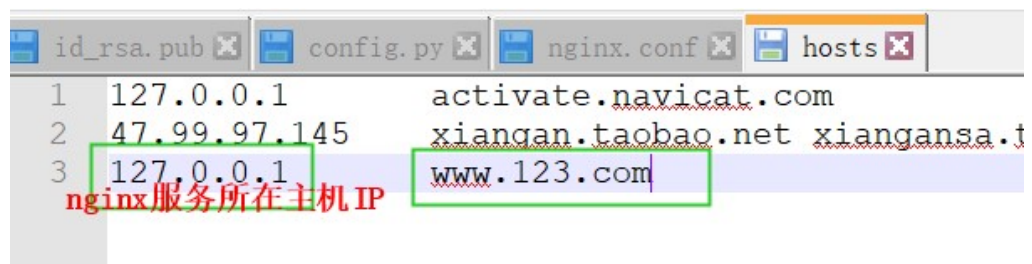 id_rsa.pub config.py nginx.conf hosts
1 127.0.0.1 activate.navicat.com
2 47.99.97.145 xiangan.taobao.net xiangansa.t
3 127.0.0.1 www.123.com
nginx服务所在主机IP